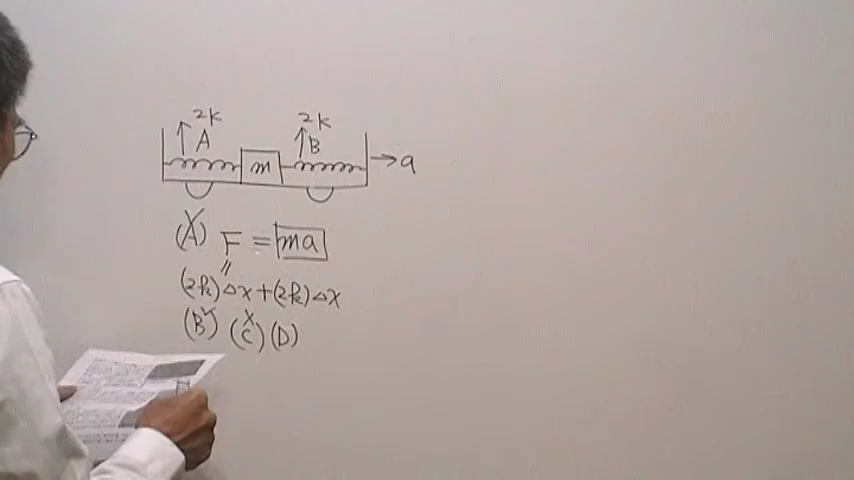 2k 2k
A B
m → a
(A) F = ma
(2k)Δx+(2k)Δx
(B) (C) (D)